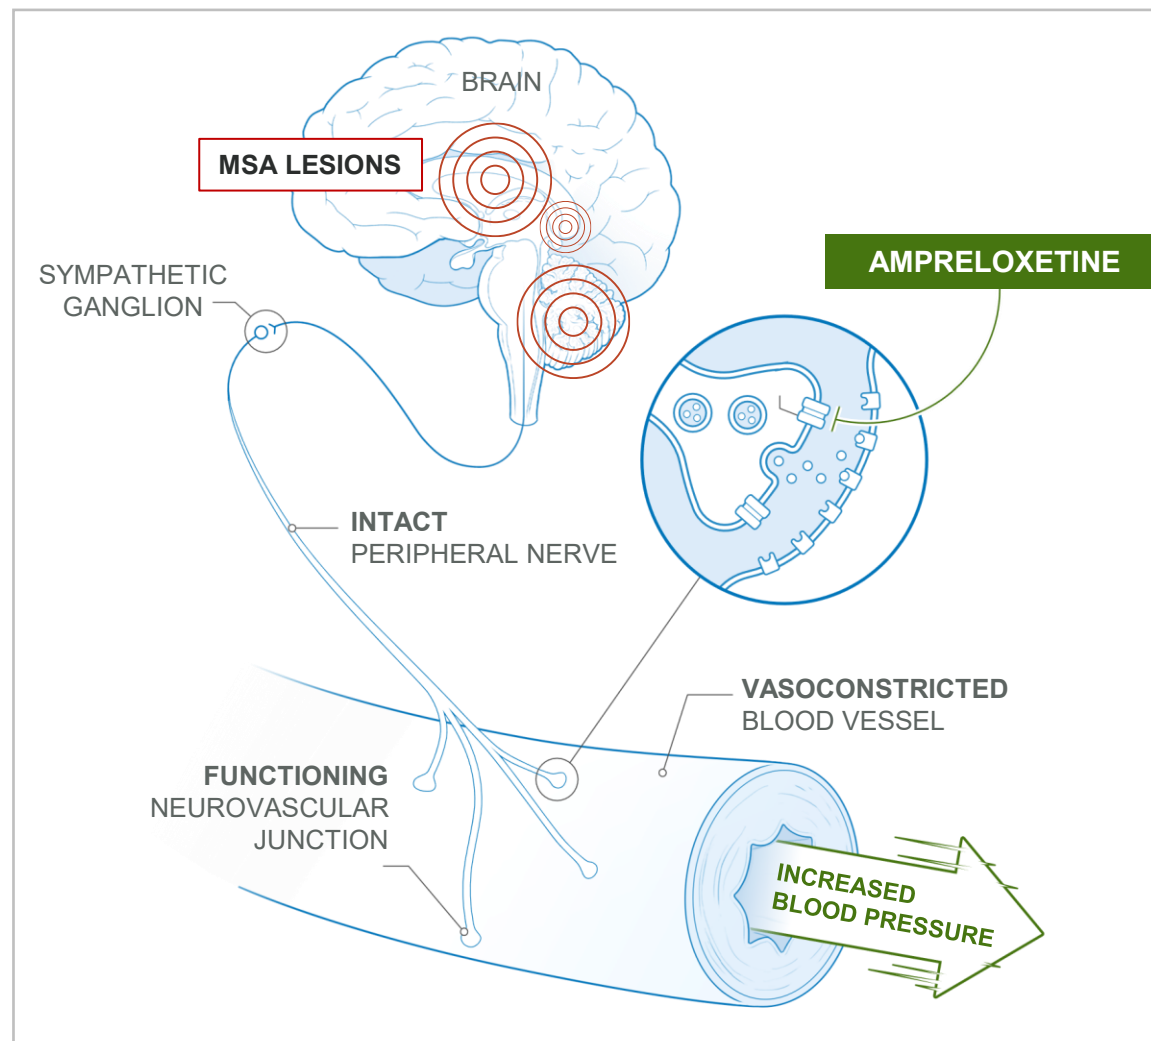 BRAIN
MSA LESIONS
AMPRELOXETINE
SYMPATHETIC
GANGLION
INTACT
PERIPHERAL NERVE
VASOCONSTRICTED
BLOOD VESSEL
FUNCTIONING
NEUROVASCULAR
JUNCTION
INCREASED
BLOOD PRESSURE